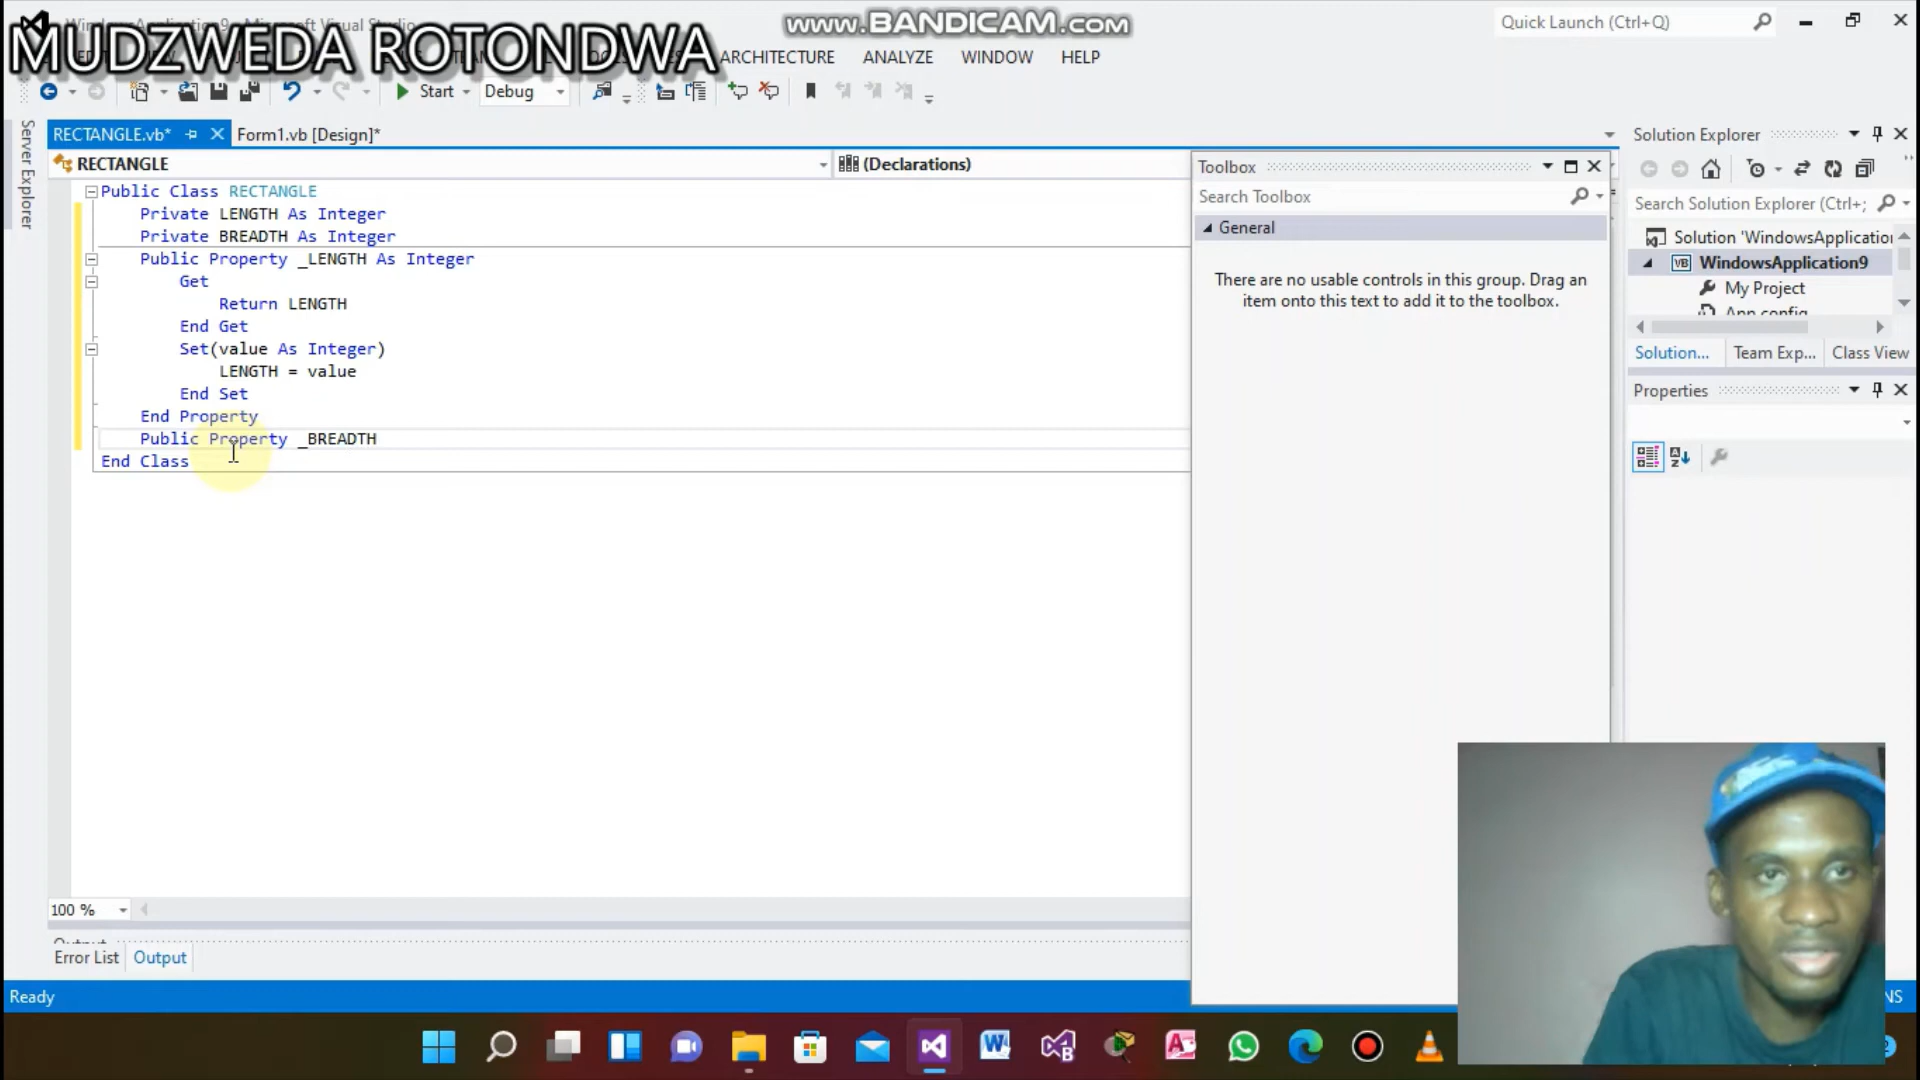 MUDZWEDA ROTONDWA
www.BANDICAM.com
Quick Launch (Ctrl+Q)
ARCHITECTURE ANALYZE WINDOW HELP
Start Debug
Server Explorer
RECTANGLE.vb* Form1.vb [Design]*
RECTANGLE (Declarations)
Public Class RECTANGLE
Private LENGTH As Integer
Private BREADTH As Integer
Public Property _LENGTH As Integer
Get
Return LENGTH
End Get
Set(value As Integer)
LENGTH = value
End Set
End Property
Public Property _BREADTH
End Class
100 %
Error List Output
Ready
Toolbox
Search Toolbox
General
There are no usable controls in this group. Drag an
item onto this text to add it to the toolbox.
Solution Explorer
Search Solution Explorer (Ctrl+;
Solution 'WindowsApplication
WindowsApplication9
My Project
App.config
Solution... Team Exp... Class View
Properties